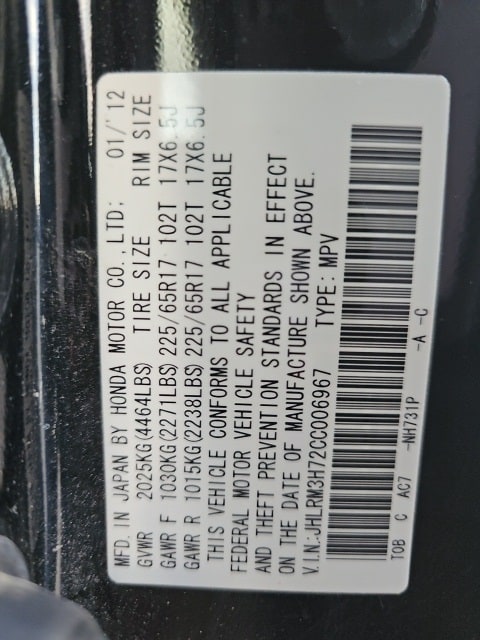 MFD. IN JAPAN BY HONDA MOTOR CO., LTD: 01/'12
GVWR 2025KG(4464LBS) TIRE SIZE RIM SIZE
GAWR F 1030KG(2271LBS) 225/65R17 102T 17X6.5J
GAWR R 1015KG(2238LBS) 225/65R17 102T 17X6.5J
THIS VEHICLE CONFORMS TO ALL APPLICABLE
FEDERAL MOTOR VEHICLE SAFETY
AND THEFT PREVENTION STANDARDS IN EFFECT
ON THE DATE OF MANUFACTURE SHOWN ABOVE.
V.I.N:JHLRM3H72CC006967 TYPE:MPV
TOB C AC7 -NH731P -A -C